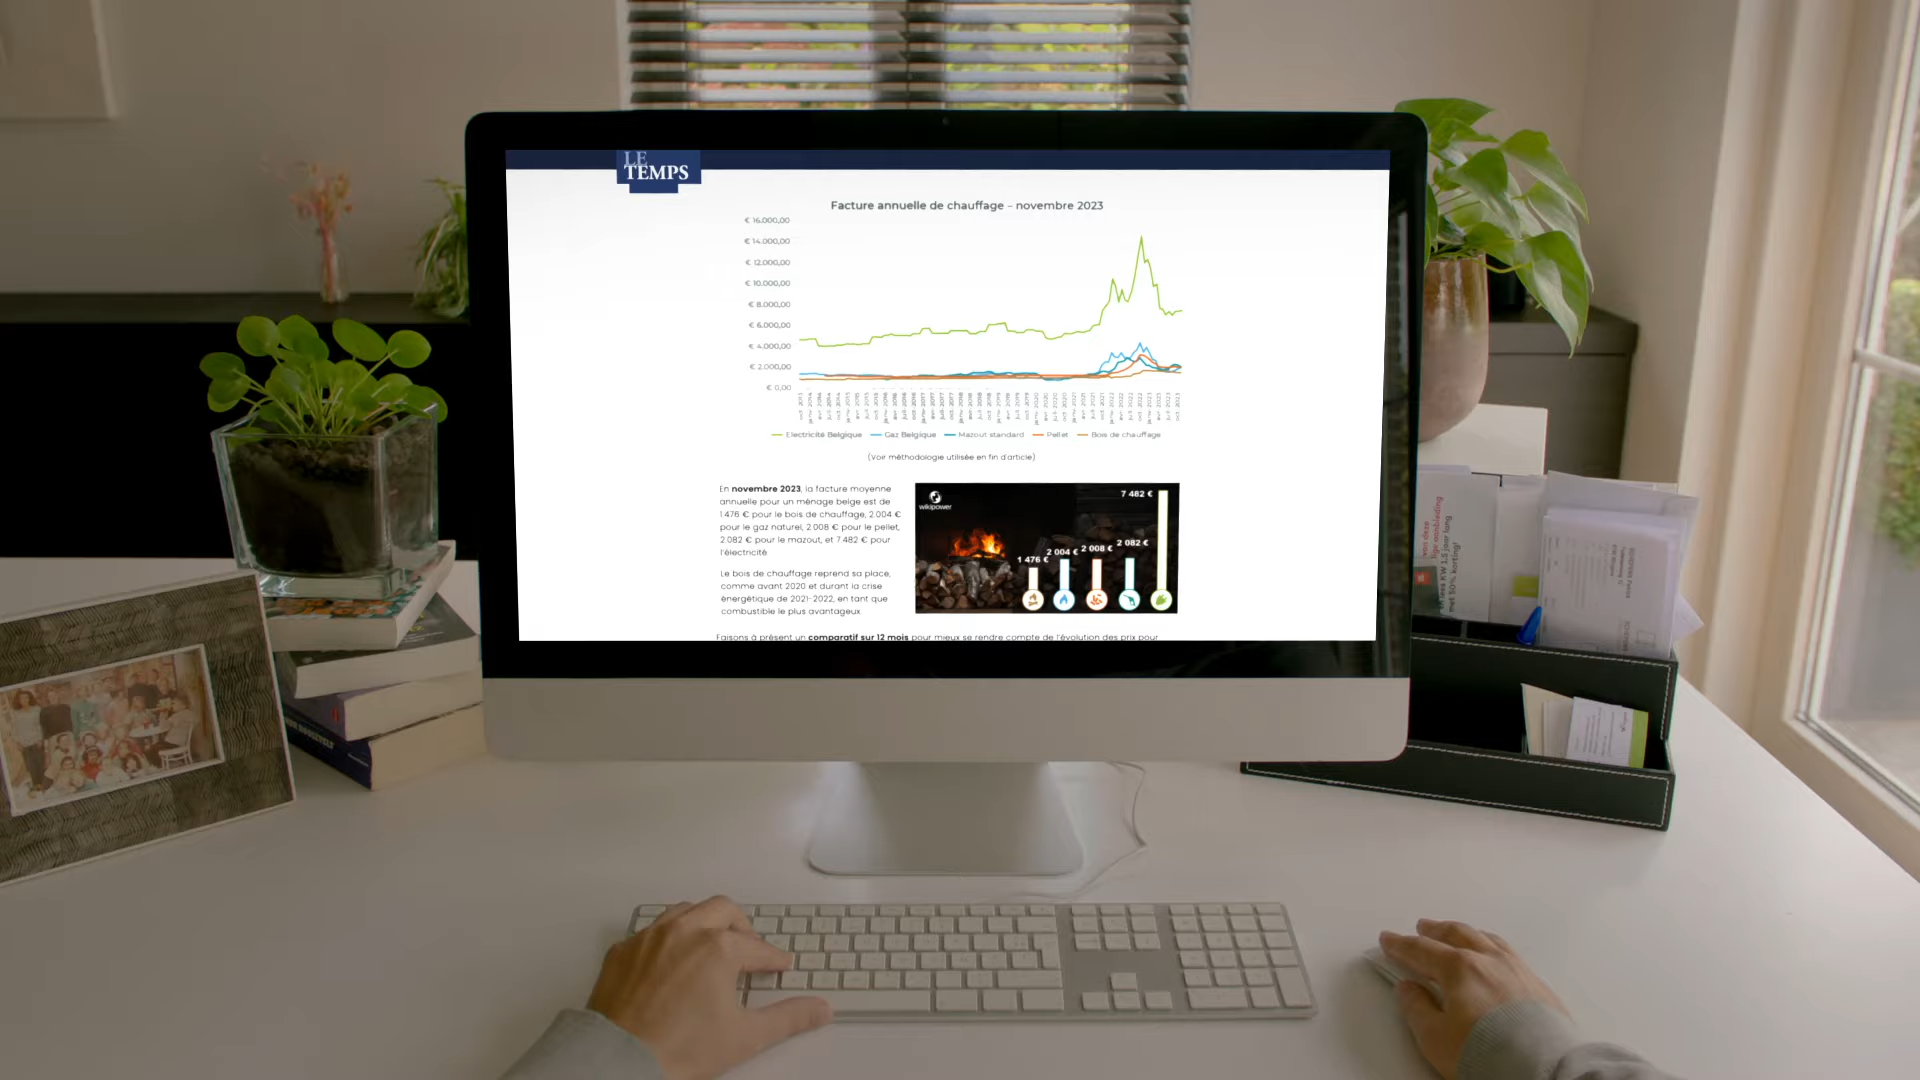 LE
TEMPS
Facture annuelle de chauffage – novembre 2023
€ 16.000,00
€ 14.000,00
€ 12.000,00
€ 10.000,00
€ 8.000,00
€ 6.000,00
€ 4.000,00
€ 2.000,00
€ 0,00
Electricité Belgique Gaz Belgique Mazout standard Pellet Bois de chauffage
(Voir méthodologie utilisée en fin d'article)
En novembre 2023, la facture moyenne
annuelle pour un ménage belge est de
1 476 € pour le bois de chauffage, 2 004 €
pour le gaz naturel, 2 008 € pour le pellet,
2 082 € pour le mazout, et 7 482 € pour
l'électricité
Le bois de chauffage reprend sa place,
comme avant 2020 et durant la crise
énergétique de 2021-2022, en tant que
combustible le plus avantageux.
wikipower
1 476 €
2 004 €
2 008 €
2 082 €
7 482 €
Faisons à présent un comparatif sur 12 mois pour mieux se rendre compte de l'évolution des prix pour